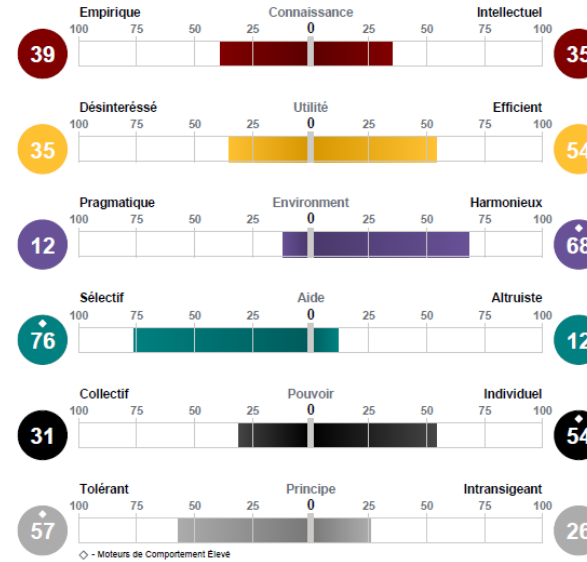 Empirique Connaissance Intellectuel
100 75 50 25 0 25 50 75 100
39 35
Désinteréssé Utilité Efficient
100 75 50 25 0 25 50 75 100
35 54
Pragmatique Environment Harmonieux
100 75 50 25 0 25 50 75 100
12 68
Sélectif Aide Altruiste
100 75 50 25 0 25 50 75 100
76 12
Collectif Pouvoir Individuel
100 75 50 25 0 25 50 75 100
31 54
Tolérant Principe Intransigeant
100 75 50 25 0 25 50 75 100
57 26
◇ - Moteurs de Comportement Élevé